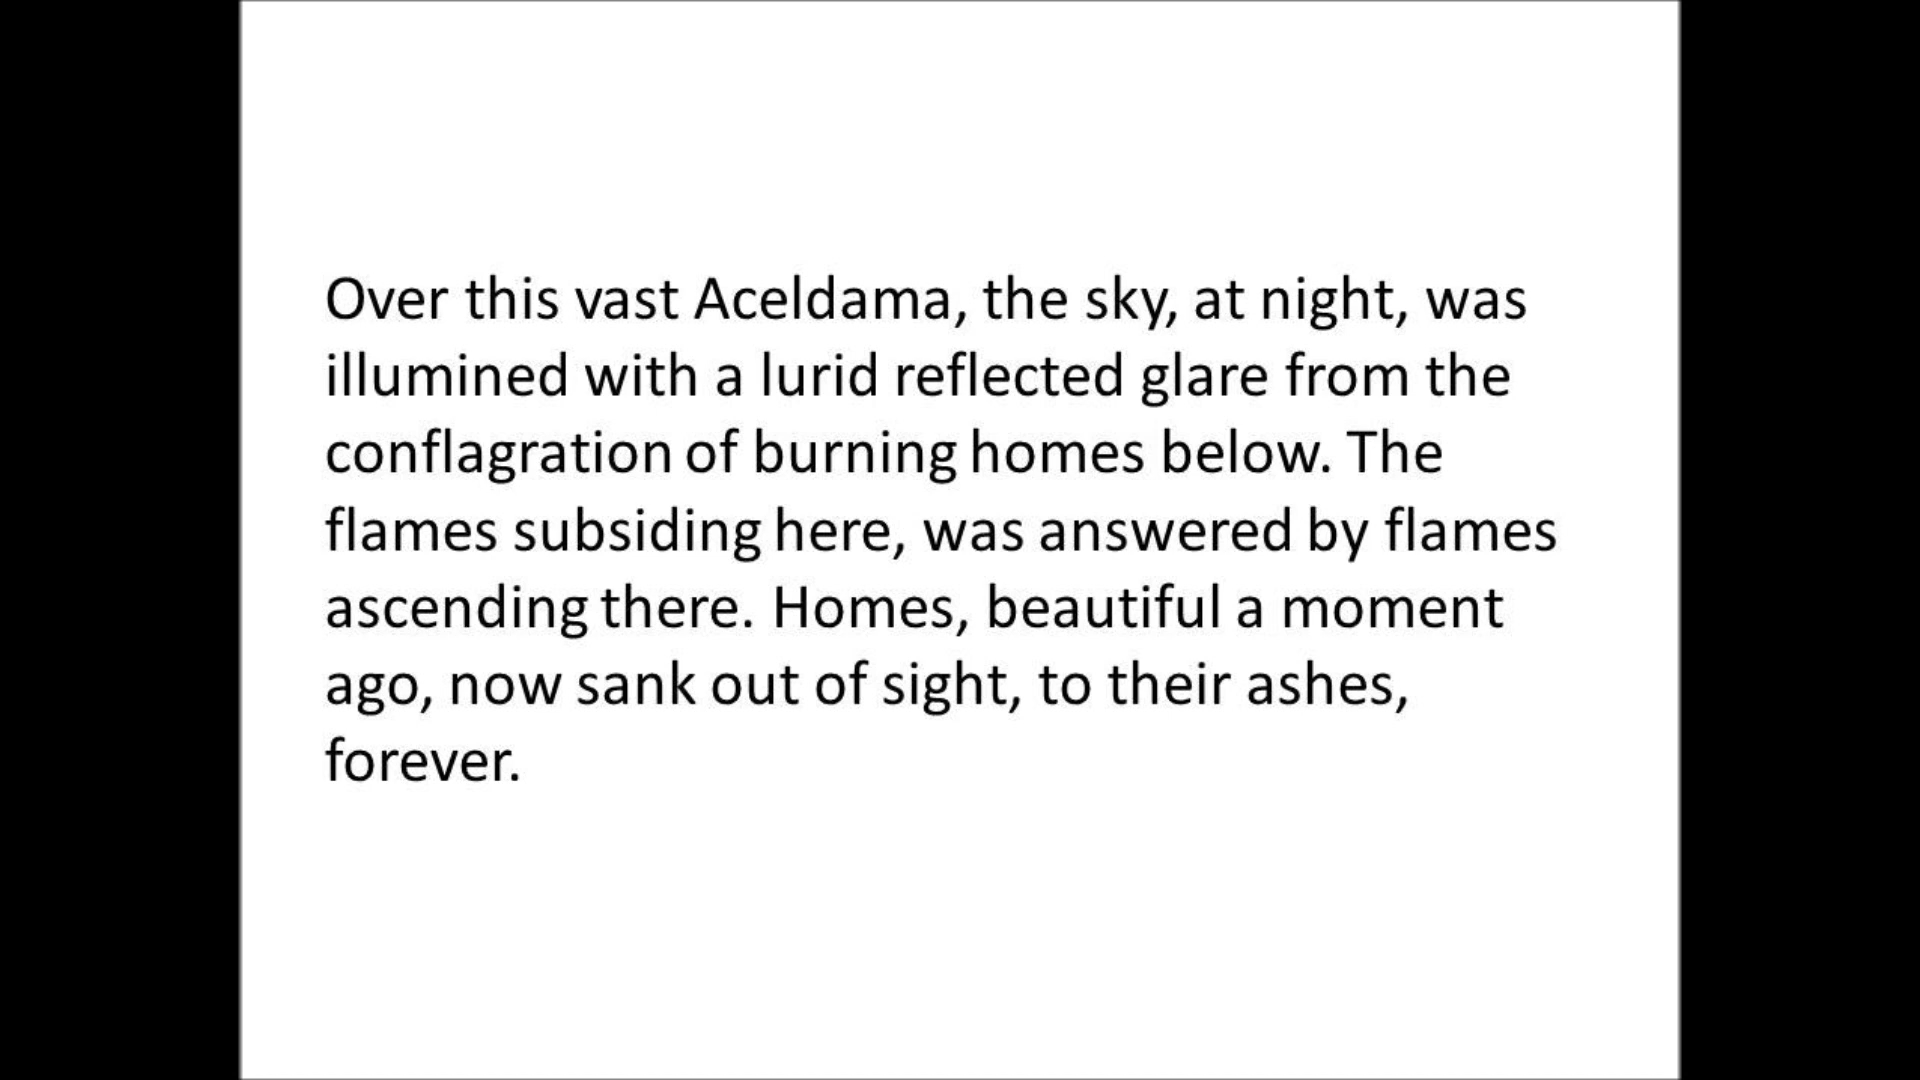 Over this vast Aceldama, the sky, at night, was
illumined with a lurid reflected glare from the
conflagration of burning homes below. The
flames subsiding here, was answered by flames
ascending there. Homes, beautiful a moment
ago, now sank out of sight, to their ashes,
forever.